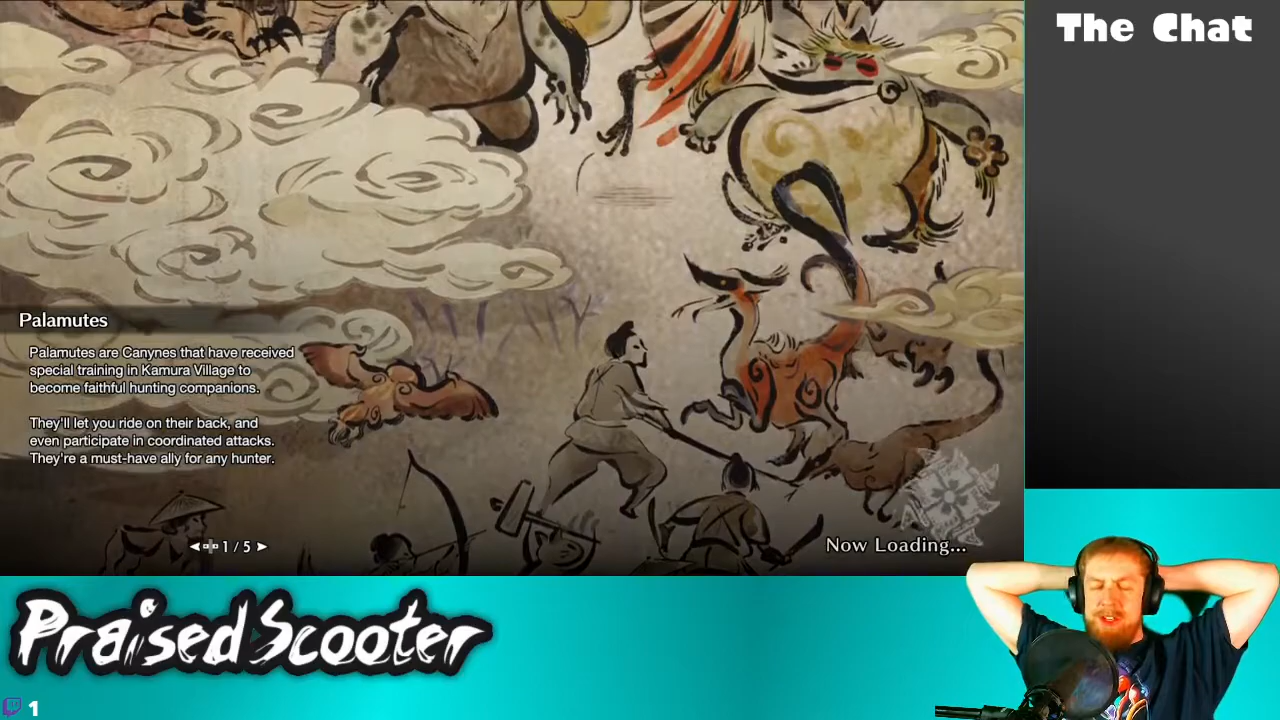 The Chat
Palamutes
Palamutes are Canynes that have received
special training in Kamura Village to
become faithful hunting companions.
They'll let you ride on their back, and
even participate in coordinated attacks.
They're a must-have ally for any hunter.
1 / 5
Now Loading...
Praised Scooter
1